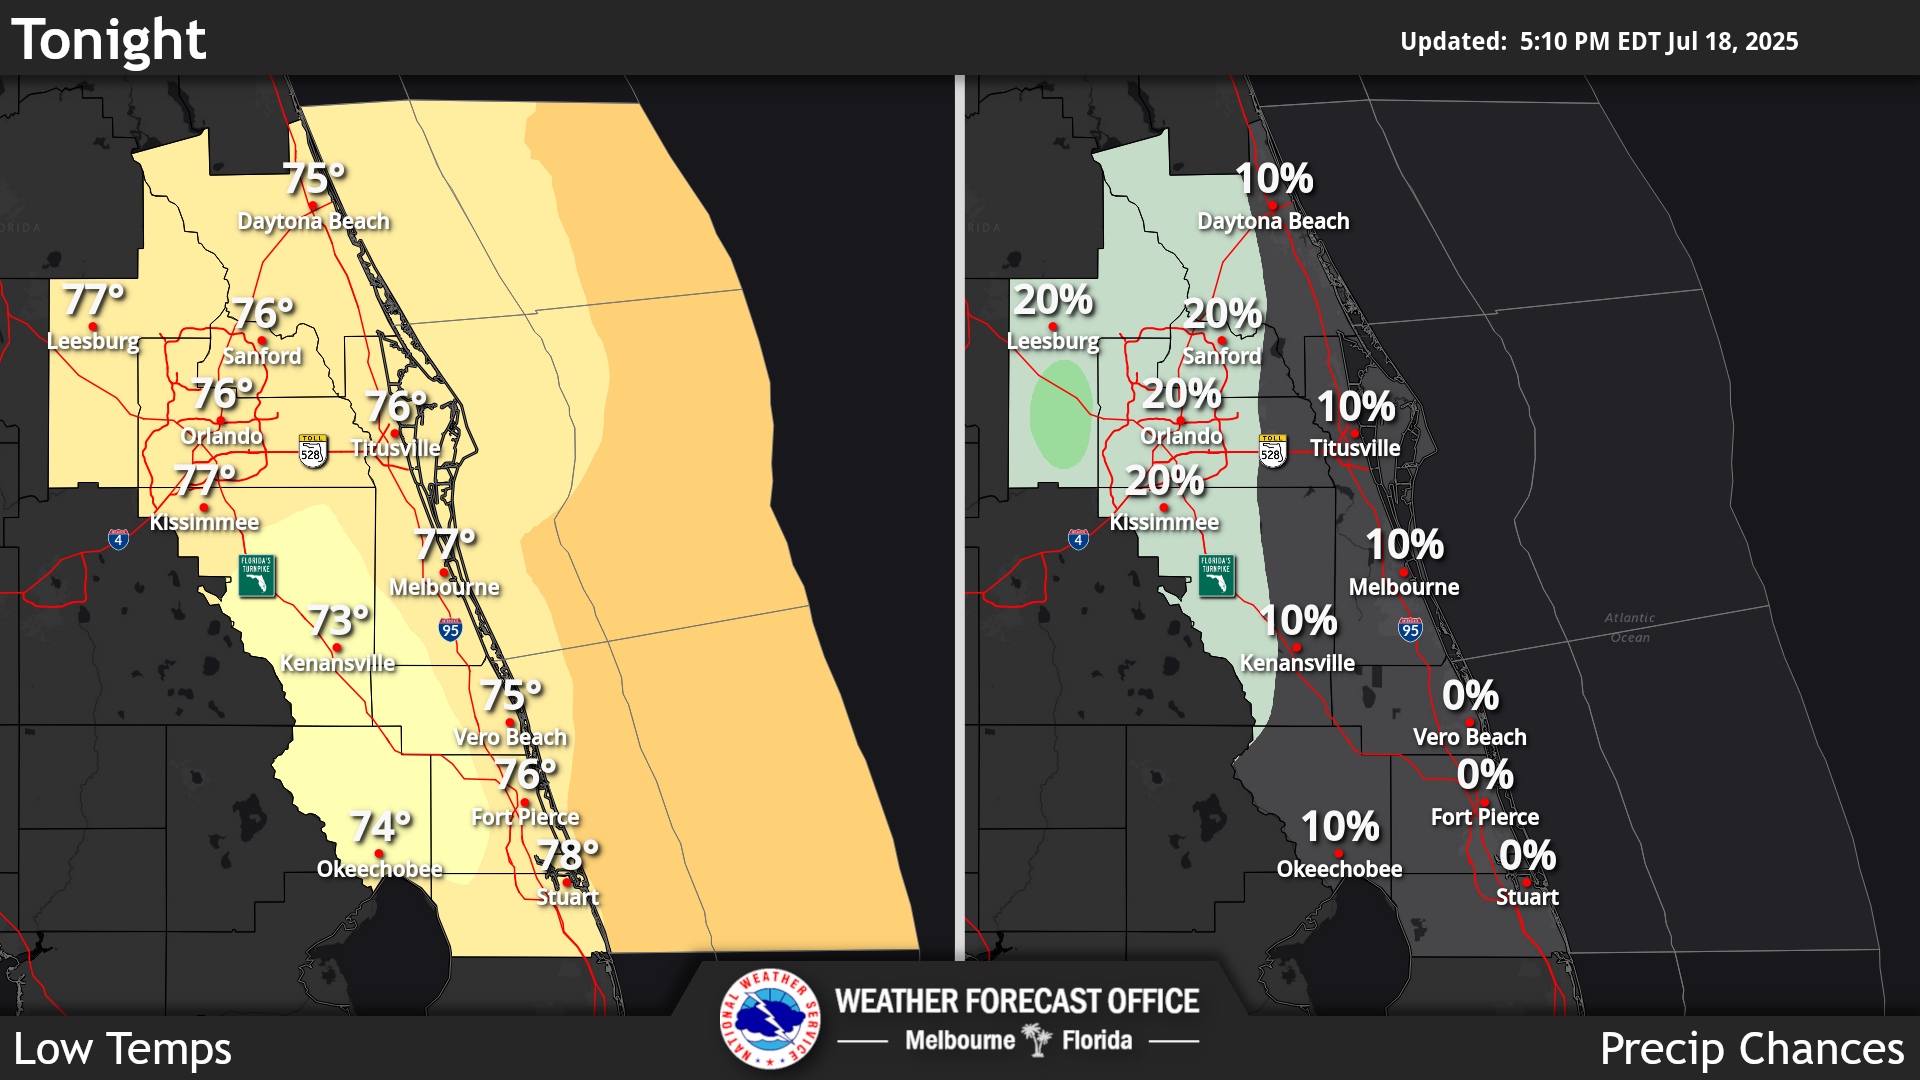 Tonight
Updated: 5:10 PM EDT Jul 18, 2025
75°
Daytona Beach
77°
Leesburg
76°
Sanford
76°
Orlando
76°
Titusville
TOLL
528
77°
Kissimmee
4
FLORIDA'S
TURNPIKE
77°
Melbourne
95
73°
Kenansville
75°
Vero Beach
76°
Fort Pierce
74°
Okeechobee
78°
Stuart
10%
Daytona Beach
20%
Leesburg
20%
Sanford
20%
Orlando
10%
Titusville
TOLL
528
20%
Kissimmee
4
FLORIDA'S
TURNPIKE
10%
Melbourne
95
Atlantic
Ocean
10%
Kenansville
0%
Vero Beach
0%
Fort Pierce
10%
Okeechobee
0%
Stuart
Low Temps
NATIONAL WEATHER SERVICE
WEATHER FORECAST OFFICE
Melbourne Florida
Precip Chances